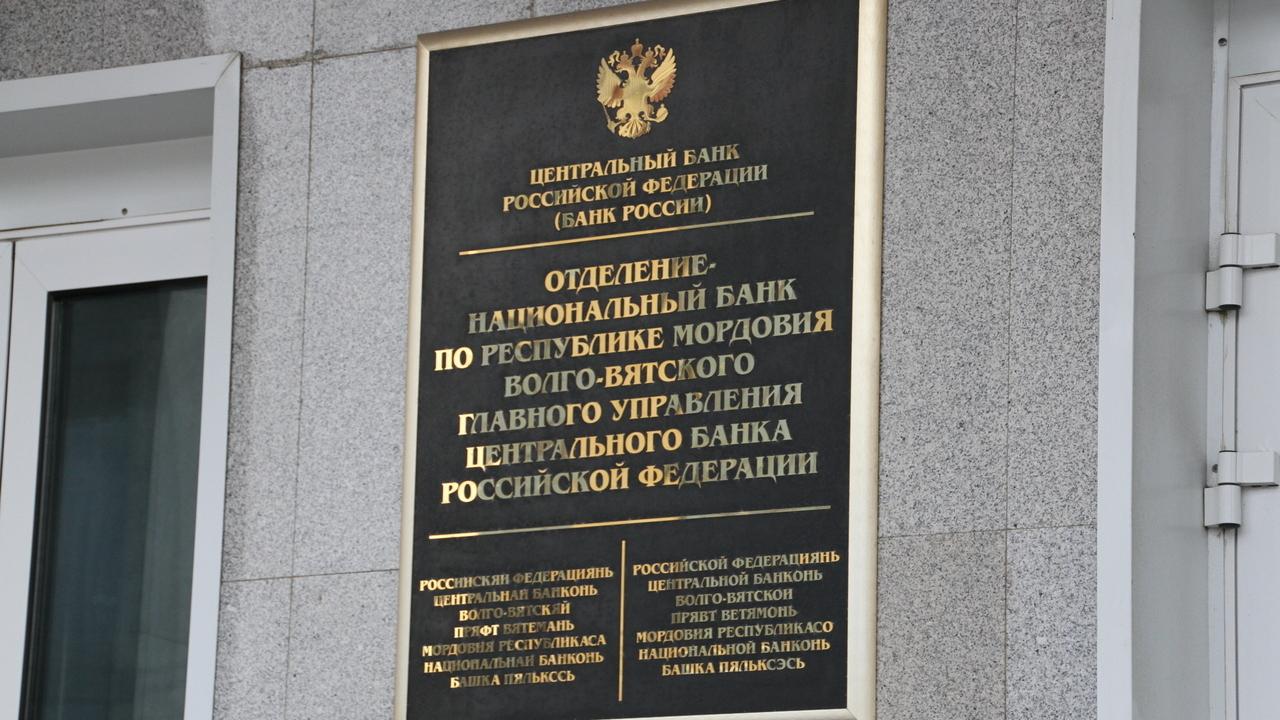 ЦЕНТРАЛЬНЫЙ БАНК
РОССИЙСКОЙ ФЕДЕРАЦИИ
(БАНК РОССИИ)
ОТДЕЛЕНИЕ-
НАЦИОНАЛЬНЫЙ БАНК
ПО РЕСПУБЛИКЕ МОРДОВИЯ
ВОЛГО-ВЯТСКОГО
ГЛАВНОГО УПРАВЛЕНИЯ
ЦЕНТРАЛЬНОГО БАНКА
РОССИЙСКОЙ ФЕДЕРАЦИИ
РОССИЙСКЯЙ ФЕДЕРАЦИЯНЬ
ЦЕНТРАЛЬНАЙ БАНКОНЬ
ВОЛГО-ВЯТСКЯЙ
ПРЯФТ ВЯТЕМАНЬ
МОРДОВИЯ РЕСПУБЛИКАСА
НАЦИОНАЛЬНАЙ БАНКОНЬ
БАШКА ПЯЛЬКССЬ
РОССИЙСКОЙ ФЕДЕРАЦИЯНЬ
ЦЕНТРАЛЬНОЙ БАНКОНЬ
ВОЛГО-ВЯТСКОЙ
ПРЯВТ ВЕТЯМОНЬ
МОРДОВИЯ РЕСПУБЛИКАСО
НАЦИОНАЛЬНОЙ БАНКОНЬ
БАШКА ПЯЛЬКСЭСЬ